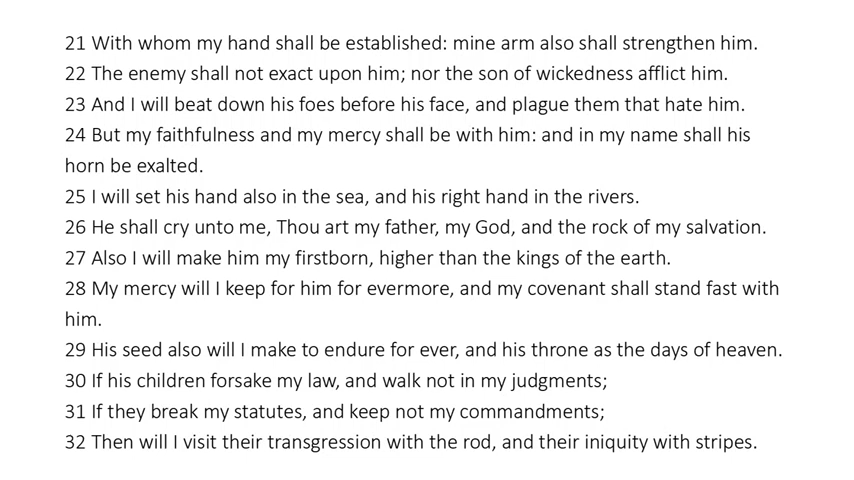 21 With whom my hand shall be established: mine arm also shall strengthen him.
22 The enemy shall not exact upon him; nor the son of wickedness afflict him.
23 And I will beat down his foes before his face, and plague them that hate him.
24 But my faithfulness and my mercy shall be with him: and in my name shall his
horn be exalted.
25 I will set his hand also in the sea, and his right hand in the rivers.
26 He shall cry unto me, Thou art my father, my God, and the rock of my salvation.
27 Also I will make him my firstborn, higher than the kings of the earth.
28 My mercy will I keep for him for evermore, and my covenant shall stand fast with
him.
29 His seed also will I make to endure for ever, and his throne as the days of heaven.
30 If his children forsake my law, and walk not in my judgments;
31 If they break my statutes, and keep not my commandments;
32 Then will I visit their transgression with the rod, and their iniquity with stripes.